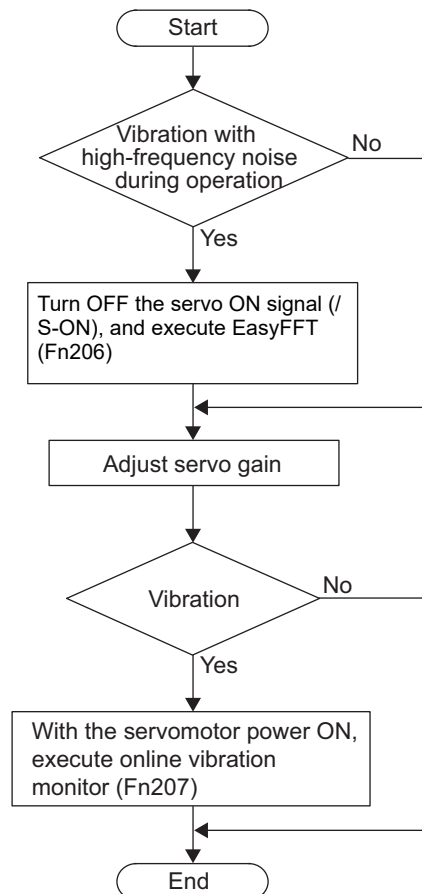 Start
Vibration with
high-frequency noise
during operation
No
Yes
Turn OFF the servo ON signal (/
S-ON), and execute EasyFFT
(Fn206)
Adjust servo gain
Vibration
No
Yes
With the servomotor power ON,
execute online vibration
monitor (Fn207)
End